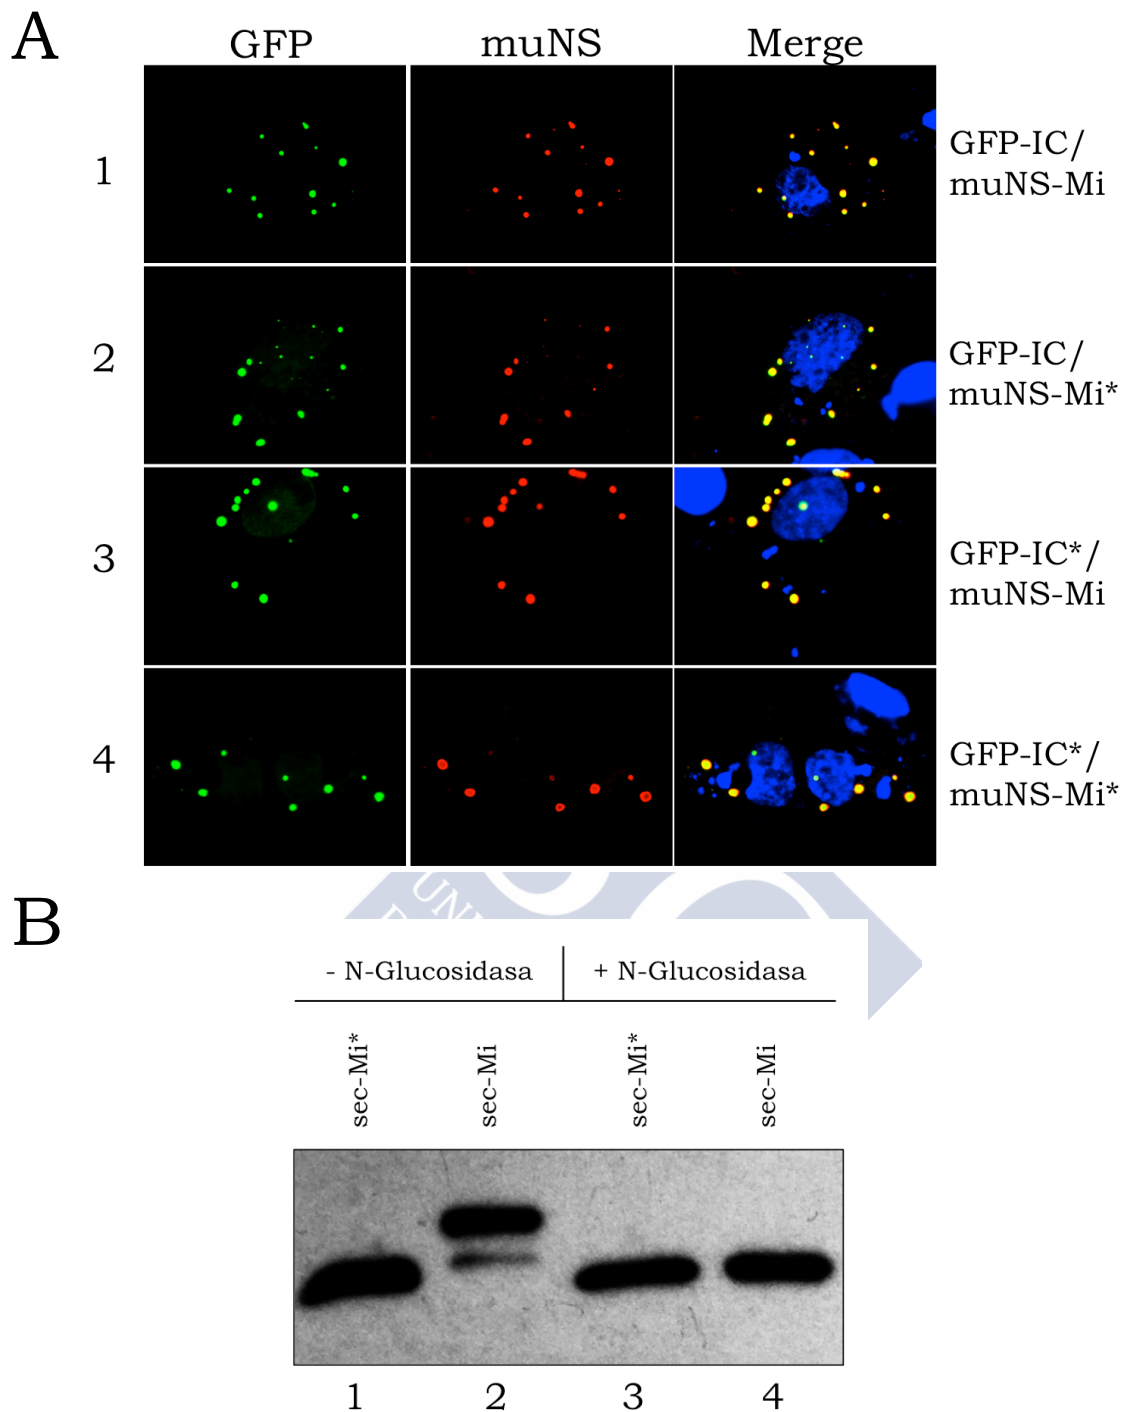 A
GFP muNS Merge
1
GFP-IC/
muNS-Mi
2
GFP-IC/
muNS-Mi*
3
GFP-IC*/
muNS-Mi
4
GFP-IC*/
muNS-Mi*
B
- N-Glucosidasa + N-Glucosidasa
sec-Mi* sec-Mi sec-Mi* sec-Mi
1 2 3 4